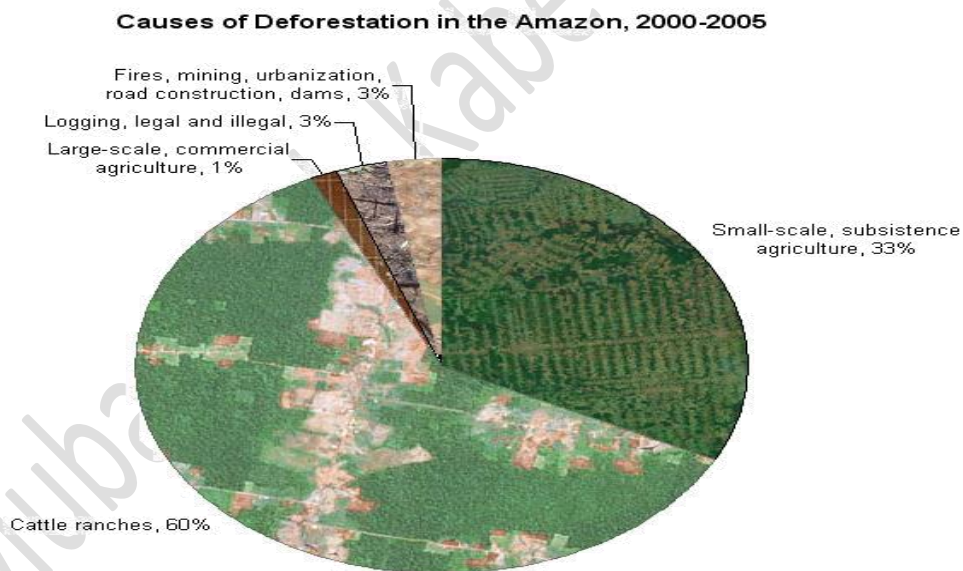 Causes of Deforestation in the Amazon, 2000-2005
Fires, mining, urbanization,
road construction, dams, 3%
Logging, legal and illegal, 3%
Large-scale, commercial
agriculture, 1%
Small-scale, subsistence
agriculture, 33%
Cattle ranches, 60%